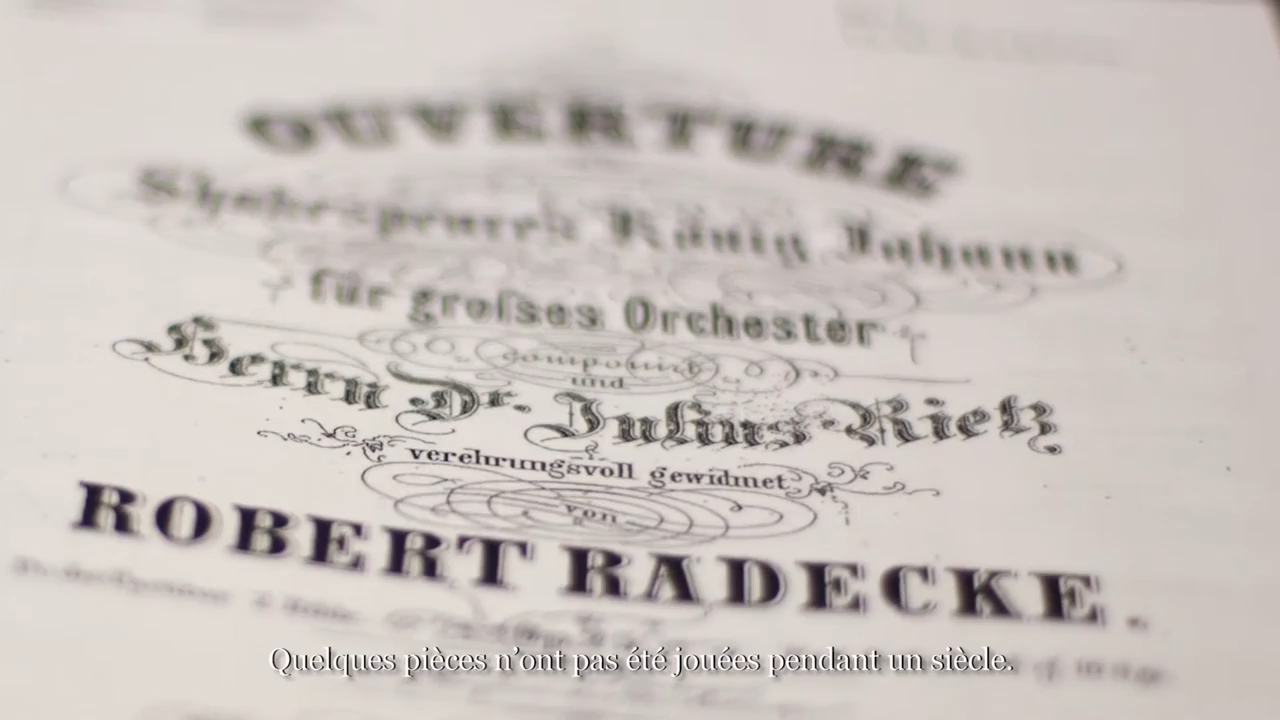 OUVERTURE
Shakespeare's König Johann
für grofses Orchester
componirt
und
Herrn Dr. Julius Rietz
verehrungsvoll gewidmet
von
ROBERT RADECKE.
Quelques pièces n'ont pas été jouées pendant un siècle.